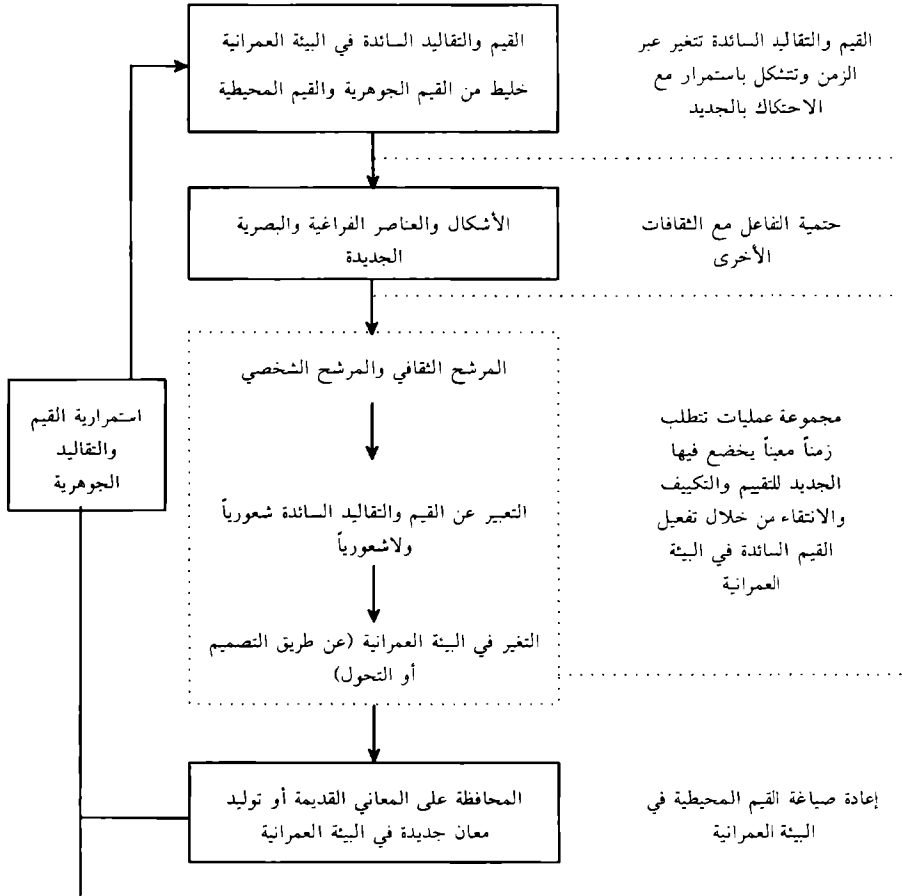 القيم والتقاليد السائدة في البيئة العمرانية
خليط من القيم الجوهرية والقيم المحيطية
القيم والتقاليد السائدة تتغير عبر
الزمن وتتشكل باستمرار مع
الاحتكاك بالجديد
الأشكال والعناصر الفراغية والبصرية
الجديدة
حتمية التفاعل مع الثقافات
الأخرى
المرشح الثقافي والمرشح الشخصي
التعبير عن القيم والتقاليد السائدة شعورياً
ولاشعورياً
التغير في البيئة العمرانية (عن طريق التصميم
أو التحول)
مجموعة عمليات تتطلب
زمناً معيناً يخضع فيها
الجديد للتقييم والتكييف
والانتقاء من خلال تفعيل
القيم السائدة في البيئة
العمرانية
استمرارية القيم
والتقاليد
الجوهرية
المحافظة على المعاني القديمة أو توليد
معان جديدة في البيئة العمرانية
إعادة صياغة القيم المحيطية في
البيئة العمرانية